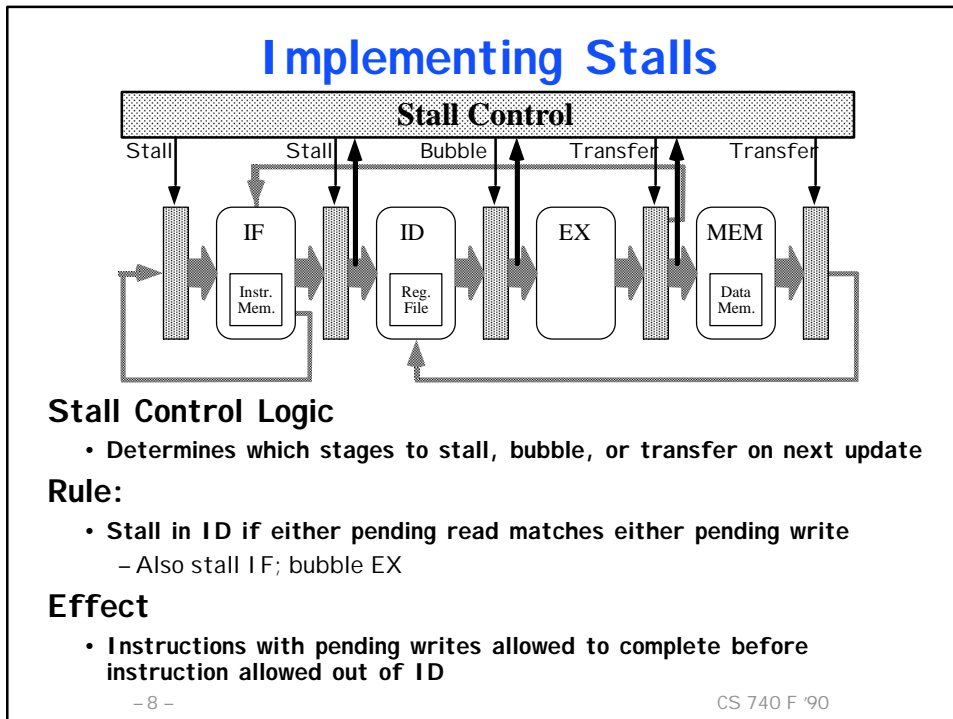 Implementing Stalls
Stall Control
Stall Stall Bubble Transfer Transfer
IF ID EX MEM
Instr. Mem.
Reg. File
Data Mem.
Stall Control Logic
• Determines which stages to stall, bubble, or transfer on next update
Rule:
• Stall in ID if either pending read matches either pending write
– Also stall IF; bubble EX
Effect
• Instructions with pending writes allowed to complete before
instruction allowed out of ID
– 8 –
CS 740 F '90